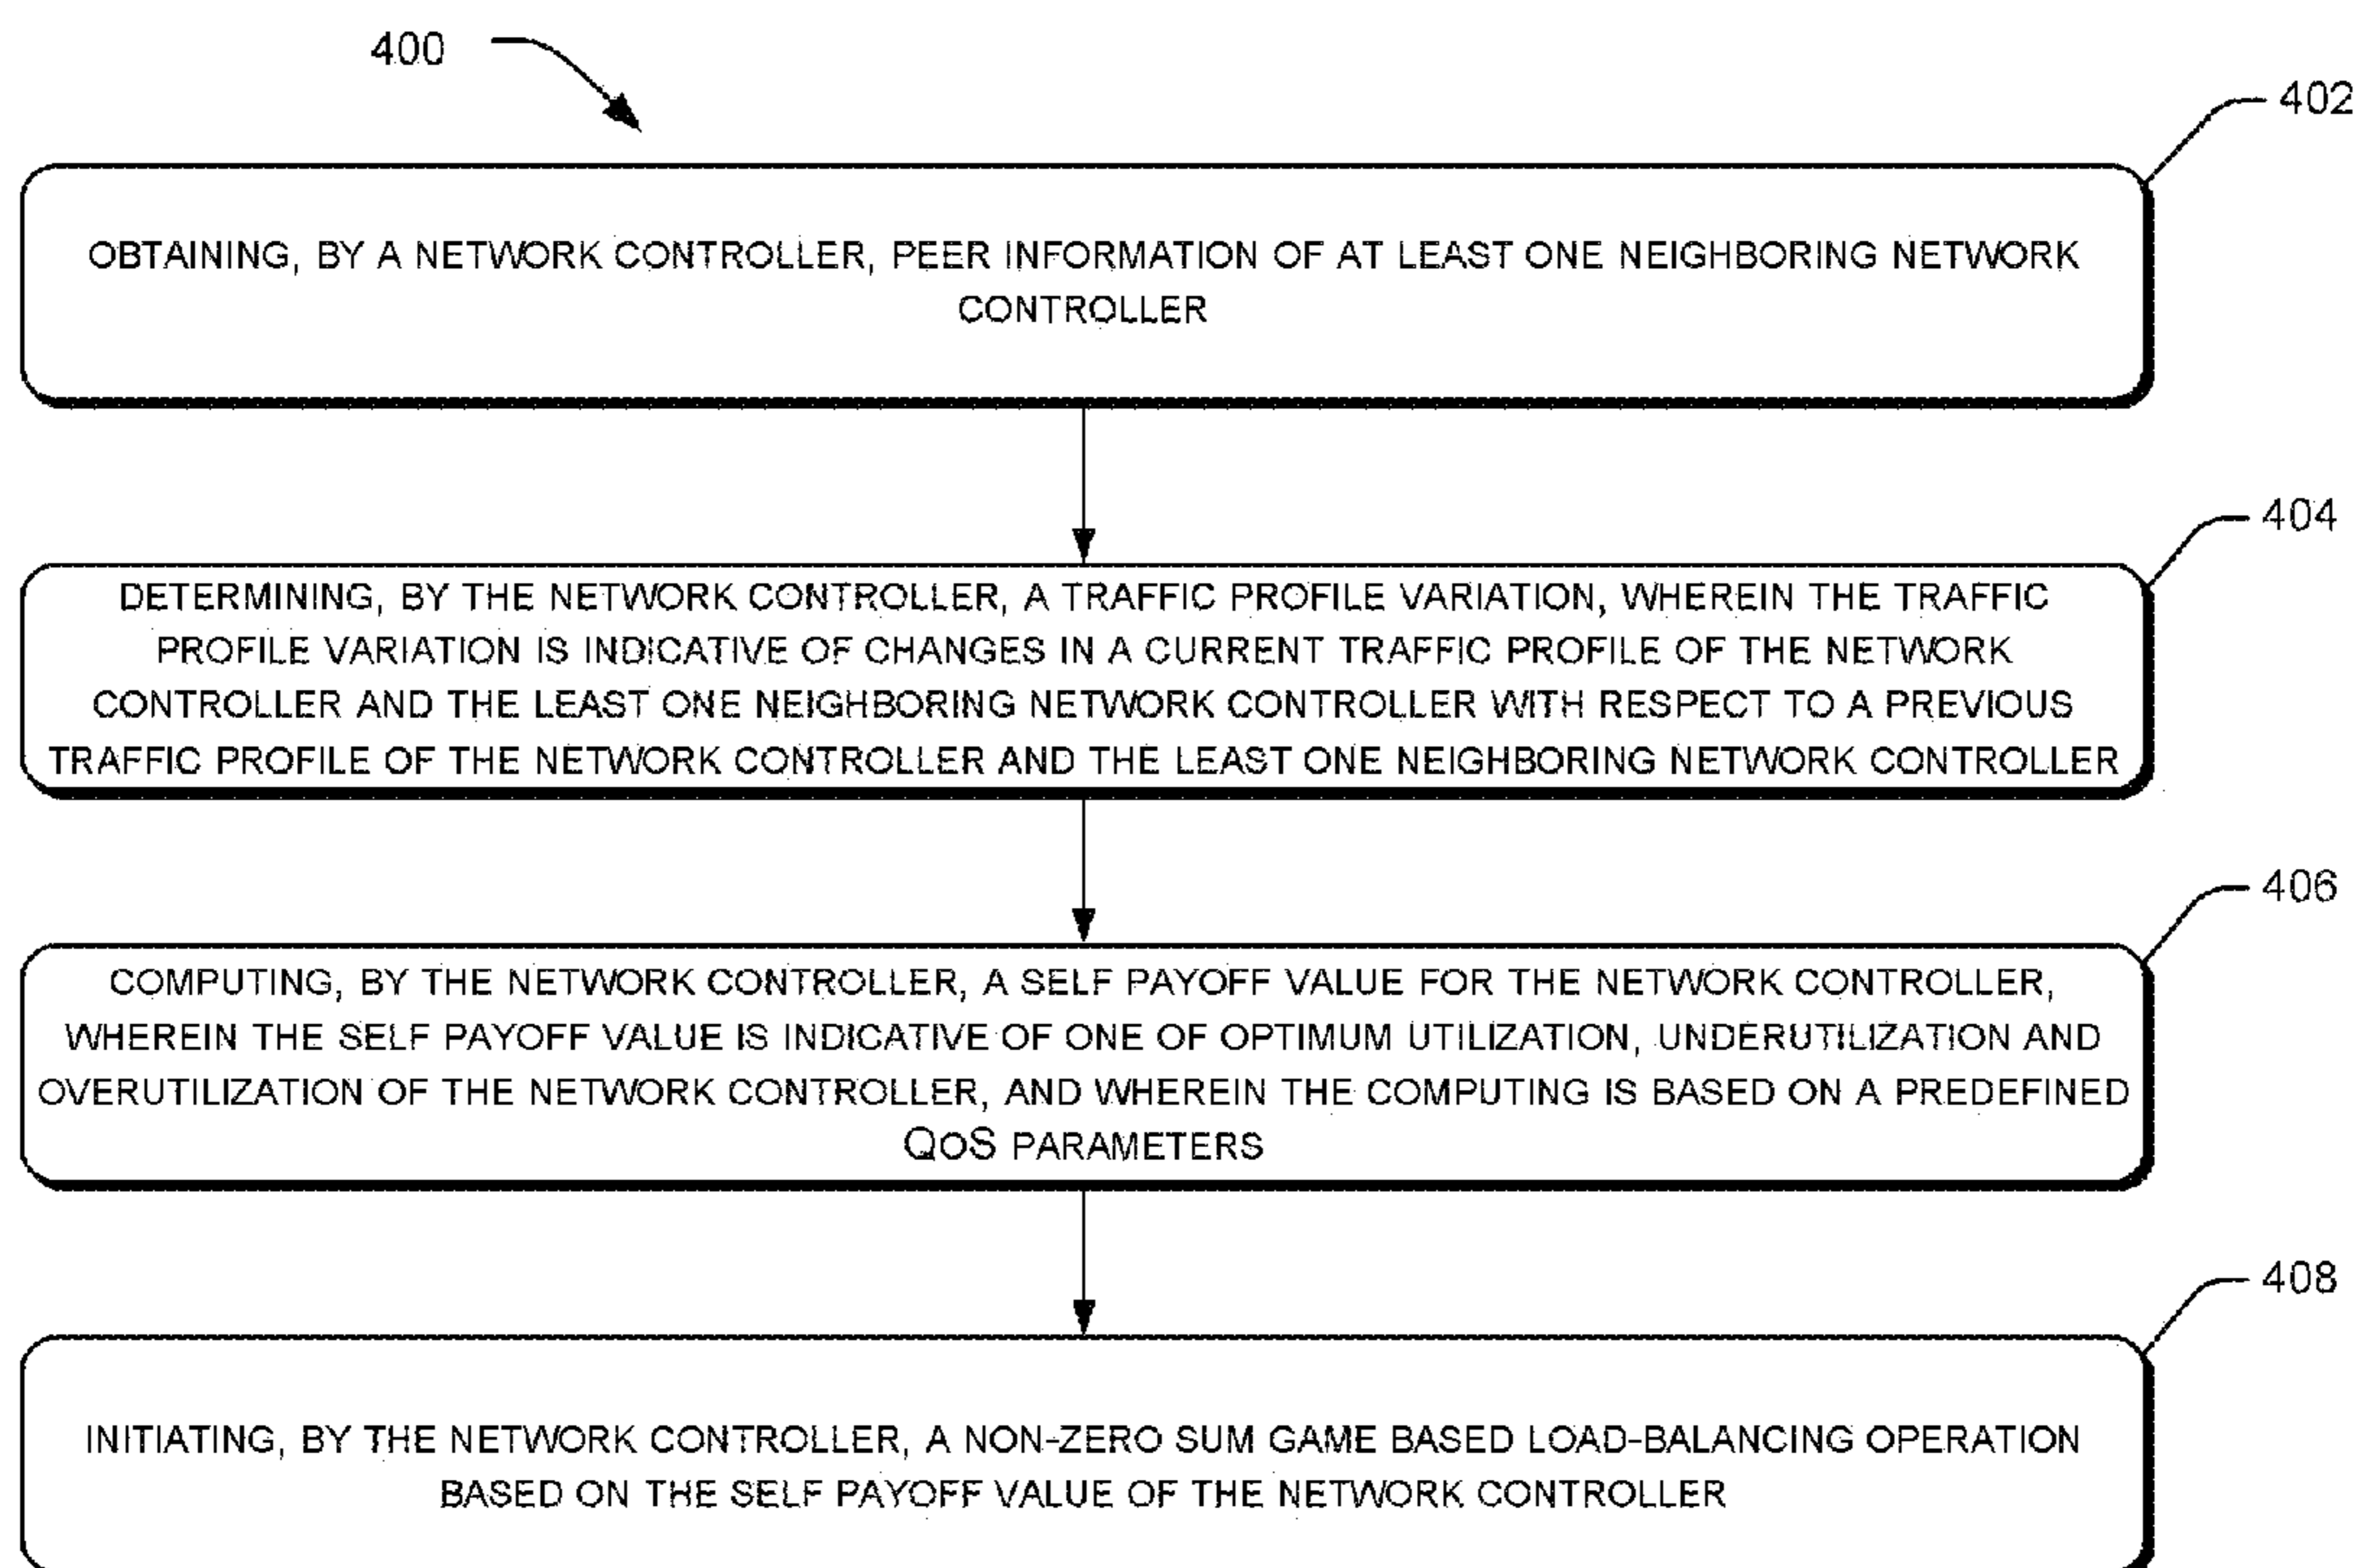 400
402
OBTAINING, BY A NETWORK CONTROLLER, PEER INFORMATION OF AT LEAST ONE NEIGHBORING NETWORK
CONTROLLER
404
DETERMINING, BY THE NETWORK CONTROLLER, A TRAFFIC PROFILE VARIATION, WHEREIN THE TRAFFIC
PROFILE VARIATION IS INDICATIVE OF CHANGES IN A CURRENT TRAFFIC PROFILE OF THE NETWORK
CONTROLLER AND THE LEAST ONE NEIGHBORING NETWORK CONTROLLER WITH RESPECT TO A PREVIOUS
TRAFFIC PROFILE OF THE NETWORK CONTROLLER AND THE LEAST ONE NEIGHBORING NETWORK CONTROLLER
406
COMPUTING, BY THE NETWORK CONTROLLER, A SELF PAYOFF VALUE FOR THE NETWORK CONTROLLER,
WHEREIN THE SELF PAYOFF VALUE IS INDICATIVE OF ONE OF OPTIMUM UTILIZATION, UNDERUTILIZATION AND
OVERUTILIZATION OF THE NETWORK CONTROLLER, AND WHEREIN THE COMPUTING IS BASED ON A PREDEFINED
QoS PARAMETERS
408
INITIATING, BY THE NETWORK CONTROLLER, A NON-ZERO SUM GAME BASED LOAD-BALANCING OPERATION
BASED ON THE SELF PAYOFF VALUE OF THE NETWORK CONTROLLER